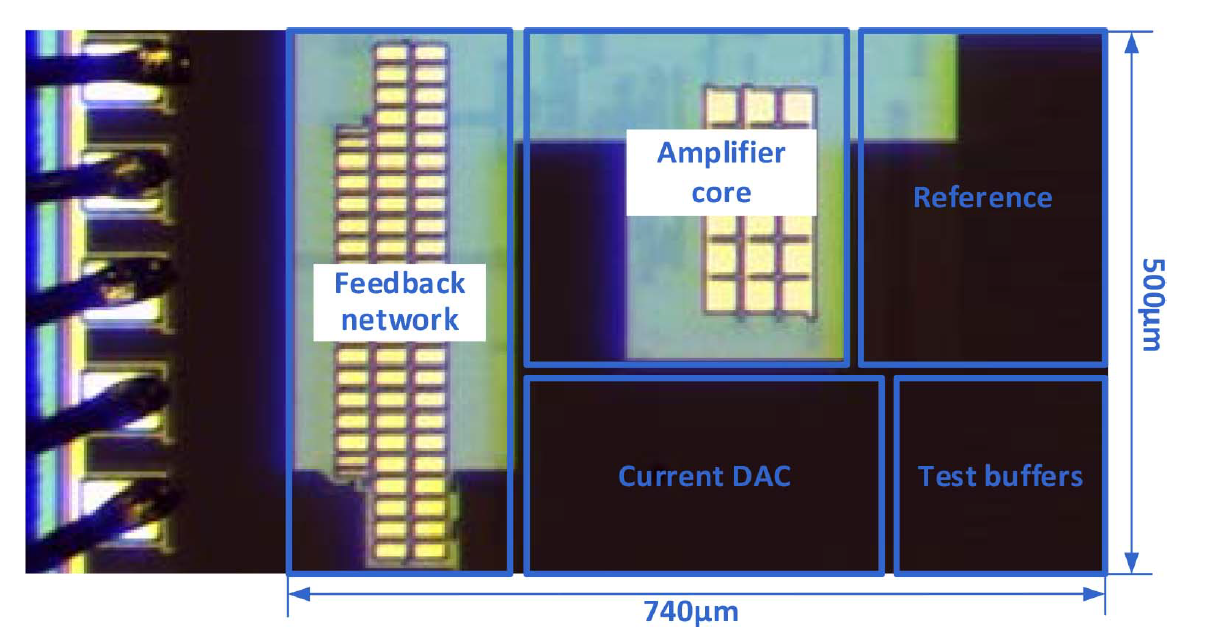 Amplifier
core
Reference
Feedback
network
500µm
Current DAC
Test buffers
740µm